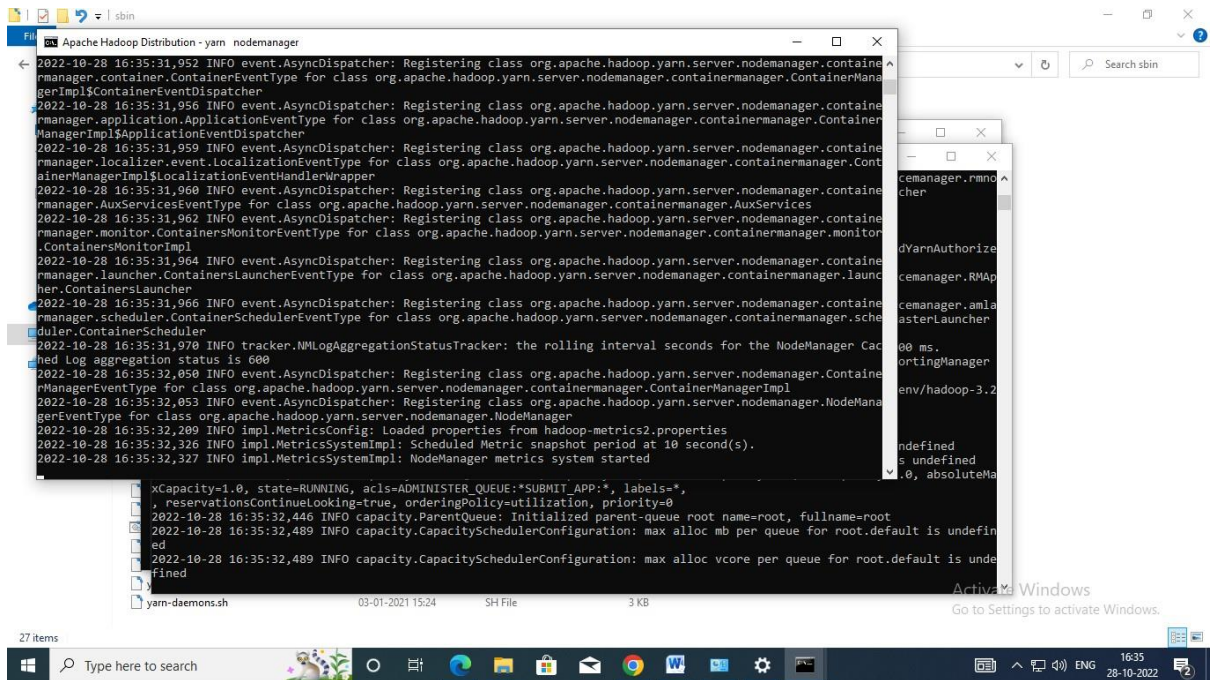 sbin
File
Apache Hadoop Distribution - yarn nodemanager
Search sbin
2022-10-28 16:35:31,952 INFO event.AsyncDispatcher: Registering class org.apache.hadoop.yarn.server.nodemanager.containe
rmanager.container.ContainerEventType for class org.apache.hadoop.yarn.server.nodemanager.containermanager.ContainerMana
gerImpl$ContainerEventDispatcher
2022-10-28 16:35:31,956 INFO event.AsyncDispatcher: Registering class org.apache.hadoop.yarn.server.nodemanager.containe
rmanager.application.ApplicationEventType for class org.apache.hadoop.yarn.server.nodemanager.containermanager.Container
ManagerImpl$ApplicationEventDispatcher
2022-10-28 16:35:31,959 INFO event.AsyncDispatcher: Registering class org.apache.hadoop.yarn.server.nodemanager.containe
rmanager.localizer.event.LocalizationEventType for class org.apache.hadoop.yarn.server.nodemanager.containermanager.Cont
ainerManagerImpl$LocalizationEventHandlerWrapper
2022-10-28 16:35:31,960 INFO event.AsyncDispatcher: Registering class org.apache.hadoop.yarn.server.nodemanager.containe
rmanager.AuxServicesEventType for class org.apache.hadoop.yarn.server.nodemanager.containermanager.AuxServices
2022-10-28 16:35:31,962 INFO event.AsyncDispatcher: Registering class org.apache.hadoop.yarn.server.nodemanager.containe
rmanager.monitor.ContainersMonitorEventType for class org.apache.hadoop.yarn.server.nodemanager.containermanager.monitor
.ContainersMonitorImpl
2022-10-28 16:35:31,964 INFO event.AsyncDispatcher: Registering class org.apache.hadoop.yarn.server.nodemanager.containe
rmanager.launcher.ContainersLauncherEventType for class org.apache.hadoop.yarn.server.nodemanager.containermanager.launc
her.ContainersLauncher
2022-10-28 16:35:31,966 INFO event.AsyncDispatcher: Registering class org.apache.hadoop.yarn.server.nodemanager.containe
rmanager.scheduler.ContainerSchedulerEventType for class org.apache.hadoop.yarn.server.nodemanager.containermanager.sche
duler.ContainerScheduler
2022-10-28 16:35:31,970 INFO tracker.NMLogAggregationStatusTracker: the rolling interval seconds for the NodeManager Cac
hed Log aggregation status is 600
2022-10-28 16:35:32,050 INFO event.AsyncDispatcher: Registering class org.apache.hadoop.yarn.server.nodemanager.Containe
rManagerEventType for class org.apache.hadoop.yarn.server.nodemanager.containermanager.ContainerManagerImpl
2022-10-28 16:35:32,053 INFO event.AsyncDispatcher: Registering class org.apache.hadoop.yarn.server.nodemanager.NodeMana
gerEventType for class org.apache.hadoop.yarn.server.nodemanager.NodeManager
2022-10-28 16:35:32,209 INFO impl.MetricsConfig: Loaded properties from hadoop-metrics2.properties
2022-10-28 16:35:32,326 INFO impl.MetricsSystemImpl: Scheduled Metric snapshot period at 10 second(s).
2022-10-28 16:35:32,327 INFO impl.MetricsSystemImpl: NodeManager metrics system started
cemanager.rmno
cher
dYarnAuthorize
cemanager.RMAp
cemanager.amla
asterLauncher
00 ms.
ortingManager
env/hadoop-3.2
ndefined
s undefined
.0, absoluteMa
xCapacity=1.0, state=RUNNING, acls=ADMINISTER_QUEUE:*SUBMIT_APP:*, labels=*,
, reservationsContinueLooking=true, orderingPolicy=utilization, priority=0
2022-10-28 16:35:32,446 INFO capacity.ParentQueue: Initialized parent-queue root name=root, fullname=root
2022-10-28 16:35:32,489 INFO capacity.CapacitySchedulerConfiguration: max alloc mb per queue for root.default is undefin
ed
2022-10-28 16:35:32,489 INFO capacity.CapacitySchedulerConfiguration: max alloc vcore per queue for root.default is unde
fined
yarn-daemons.sh 03-01-2021 15:24 SH File 3 KB
Activate Windows
Go to Settings to activate Windows.
27 items
Type here to search
ENG
16:35
28-10-2022
2